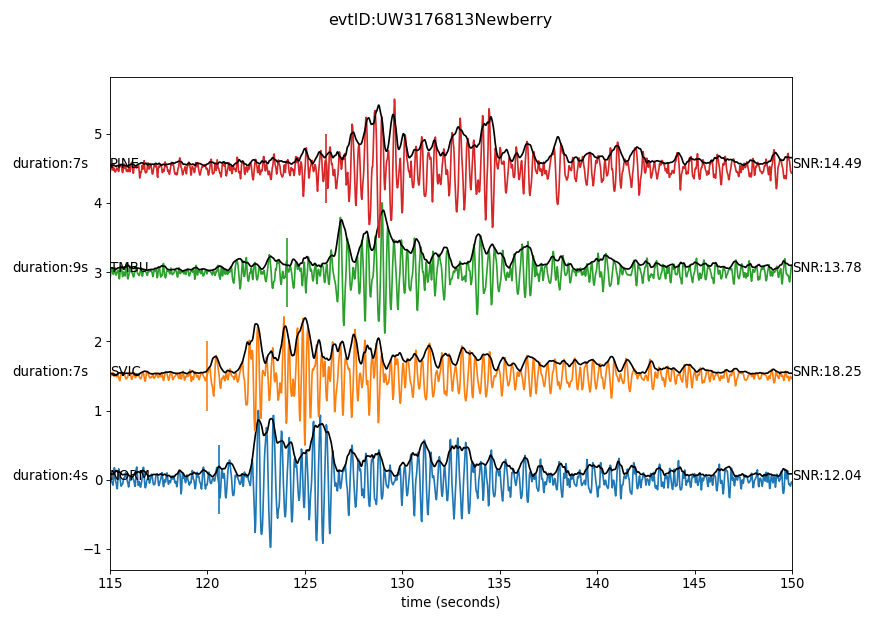 evtID:UW3176813Newberry
5
duration:7s
PINE
SNR:14.49
4
duration:9s
3
TMBU
SNR:13.78
2
duration:7s
SVIC
SNR:18.25
1
duration:4s
0
NORM
SNR:12.04
−1
115 120 125 130 135 140 145 150
time (seconds)